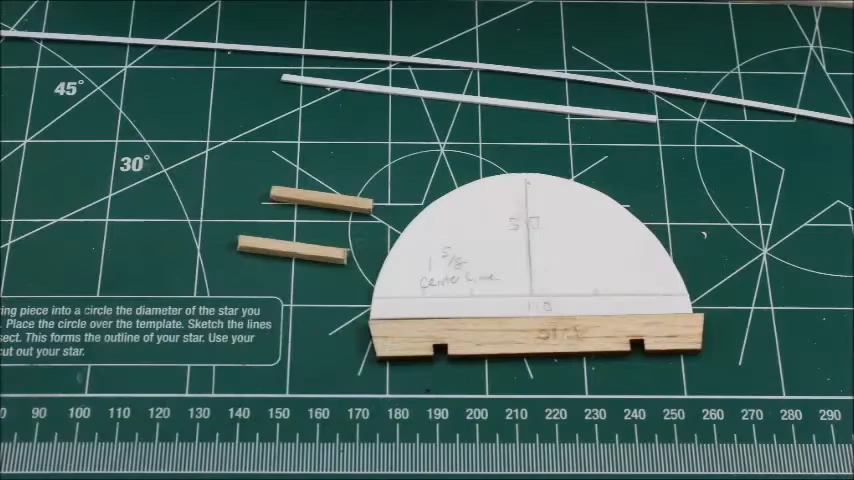 45°
30°
1 5/8
Center Line
ring piece into a circle the diameter of the star you
. Place the circle over the template. Sketch the lines
sect. This forms the outline of your star. Use your
cut out your star.
90 100 110 120 130 140 150 160 170 180 190 200 210 220 230 240 250 260 270 280 290